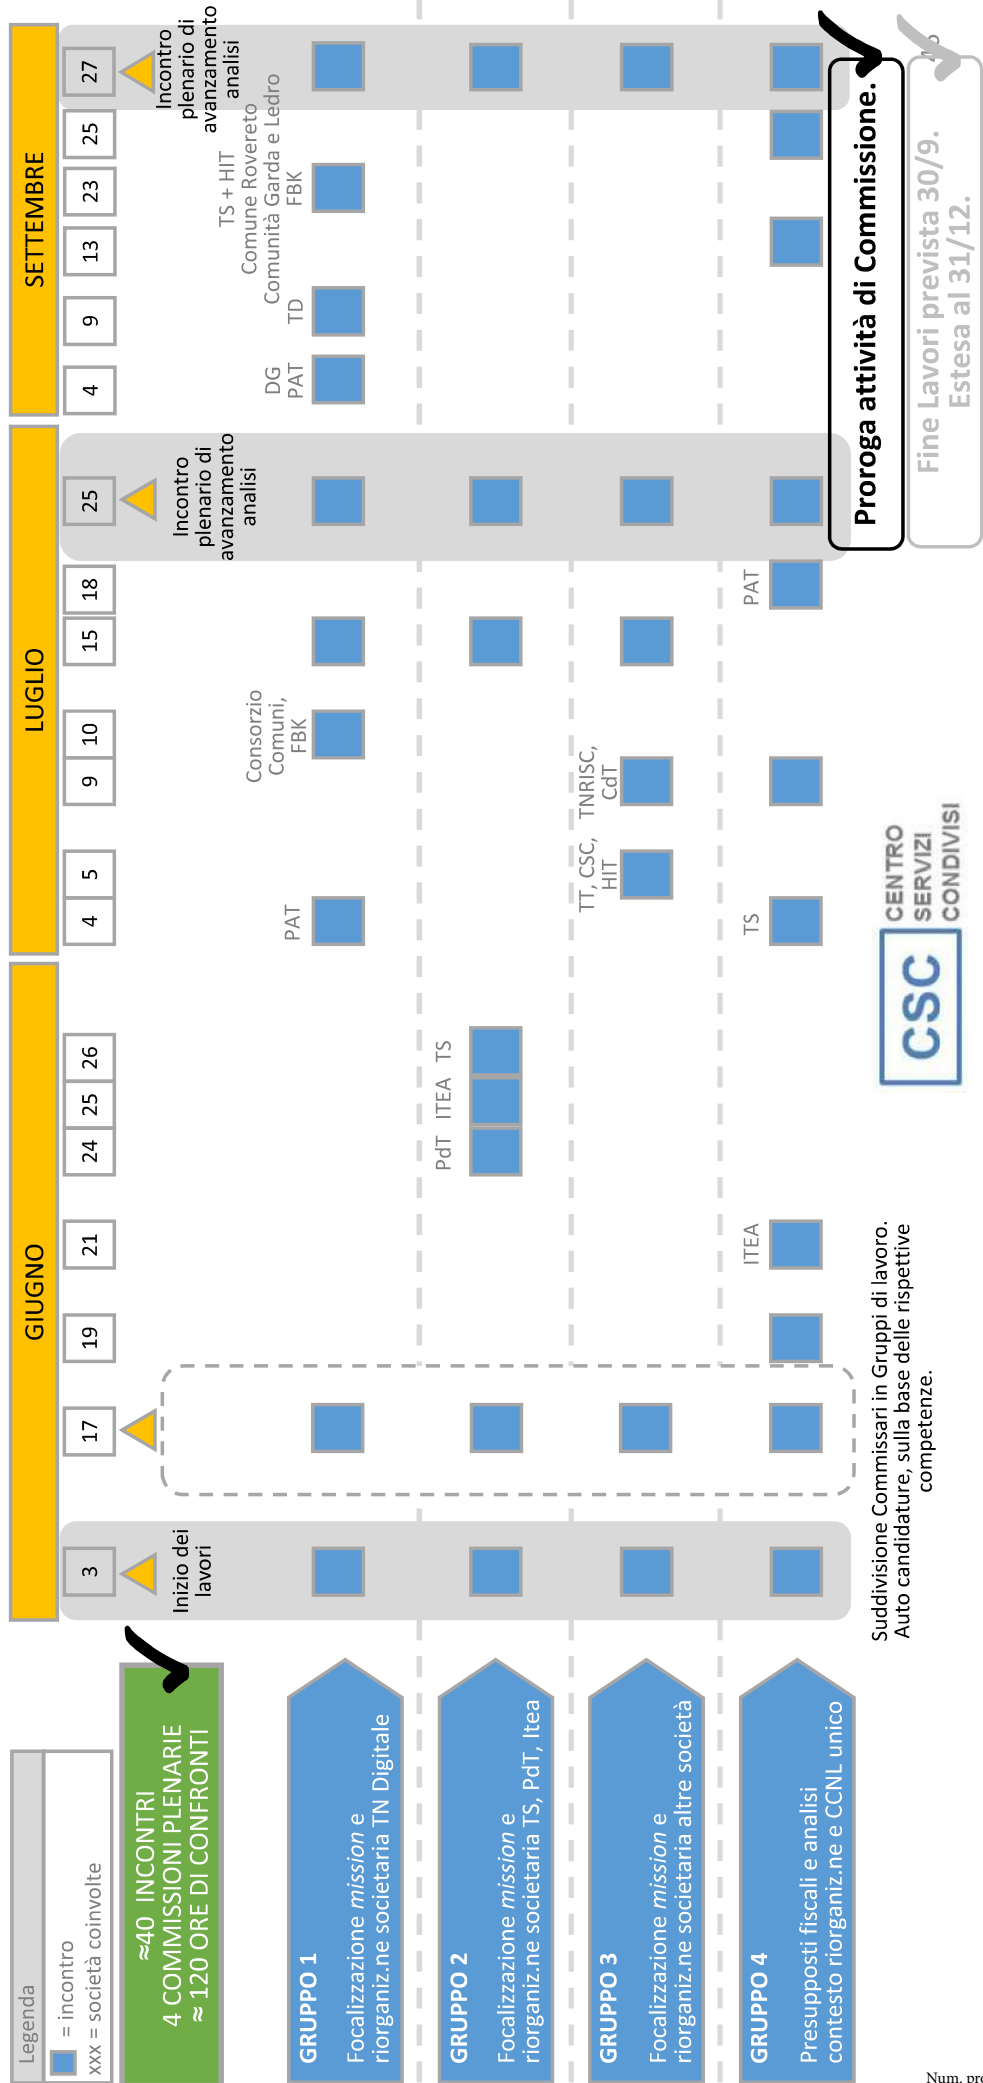 Legenda
= incontro
xxx = società coinvolte
≈40 INCONTRI
4 COMMISSIONI PLENARIE
≈ 120 ORE DI CONFRONTI
GIUGNO
LUGLIO
SETTEMBRE
3
17
19
21
24
25
26
4
5
9
10
15
18
25
4
9
13
23
25
27
Inizio dei
lavori
Incontro
plenario di
avanzamento
analisi
Incontro
plenario di
avanzamento
analisi
GRUPPO 1
Focalizzazione mission e
riorganiz.ne societaria TN Digitale
PAT
Consorzio
Comuni,
FBK
DG
PAT
TD
TS + HIT
Comune Rovereto
Comunità Garda e Ledro
FBK
GRUPPO 2
Focalizzazione mission e
riorganiz.ne societaria TS, PdT, Itea
PdT
ITEA
TS
GRUPPO 3
Focalizzazione mission e
riorganiz.ne societaria altre società
TT, CSC,
HIT
TNRISC,
CdT
GRUPPO 4
Presupposti fiscali e analisi
contesto riorganiz.ne e CCNL unico
ITEA
TS
PAT
Suddivisione Commissari in Gruppi di lavoro.
Auto candidature, sulla base delle rispettive
competenze.
CSC
CENTRO
SERVIZI
CONDIVISI
Proroga attività di Commissione.
Fine Lavori prevista 30/9.
Estesa al 31/12.
Num. pro